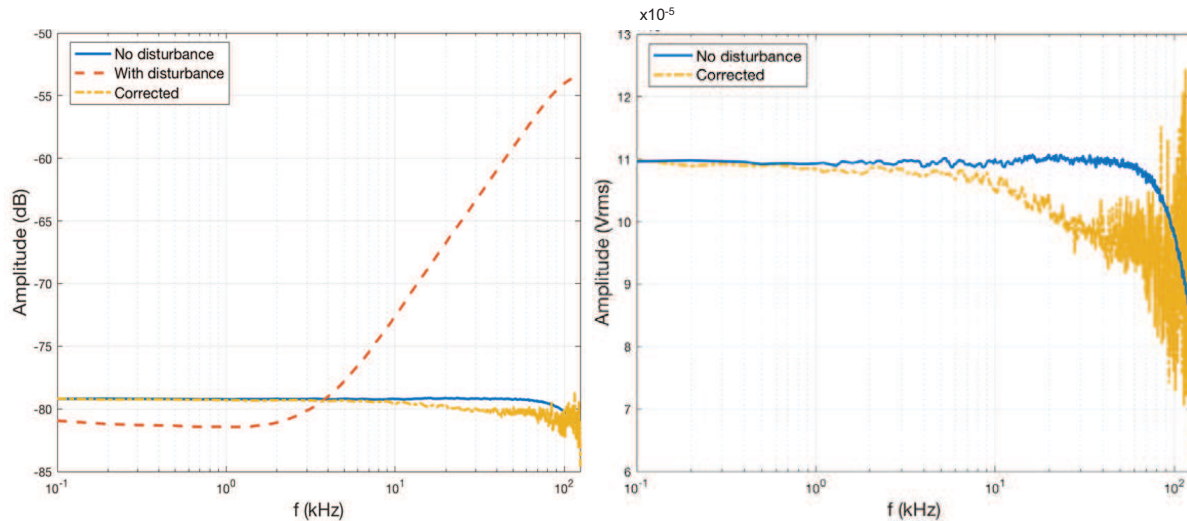 -50
-55
-60
-65
-70
-75
-80
-85
Amplitude (dB)
No disturbance
With disturbance
Corrected
10-1
100
101
102
f (kHz)
x10-5
13
12
11
10
9
8
7
6
Amplitude (Vrms)
No disturbance
Corrected
10-1
100
101
102
f (kHz)